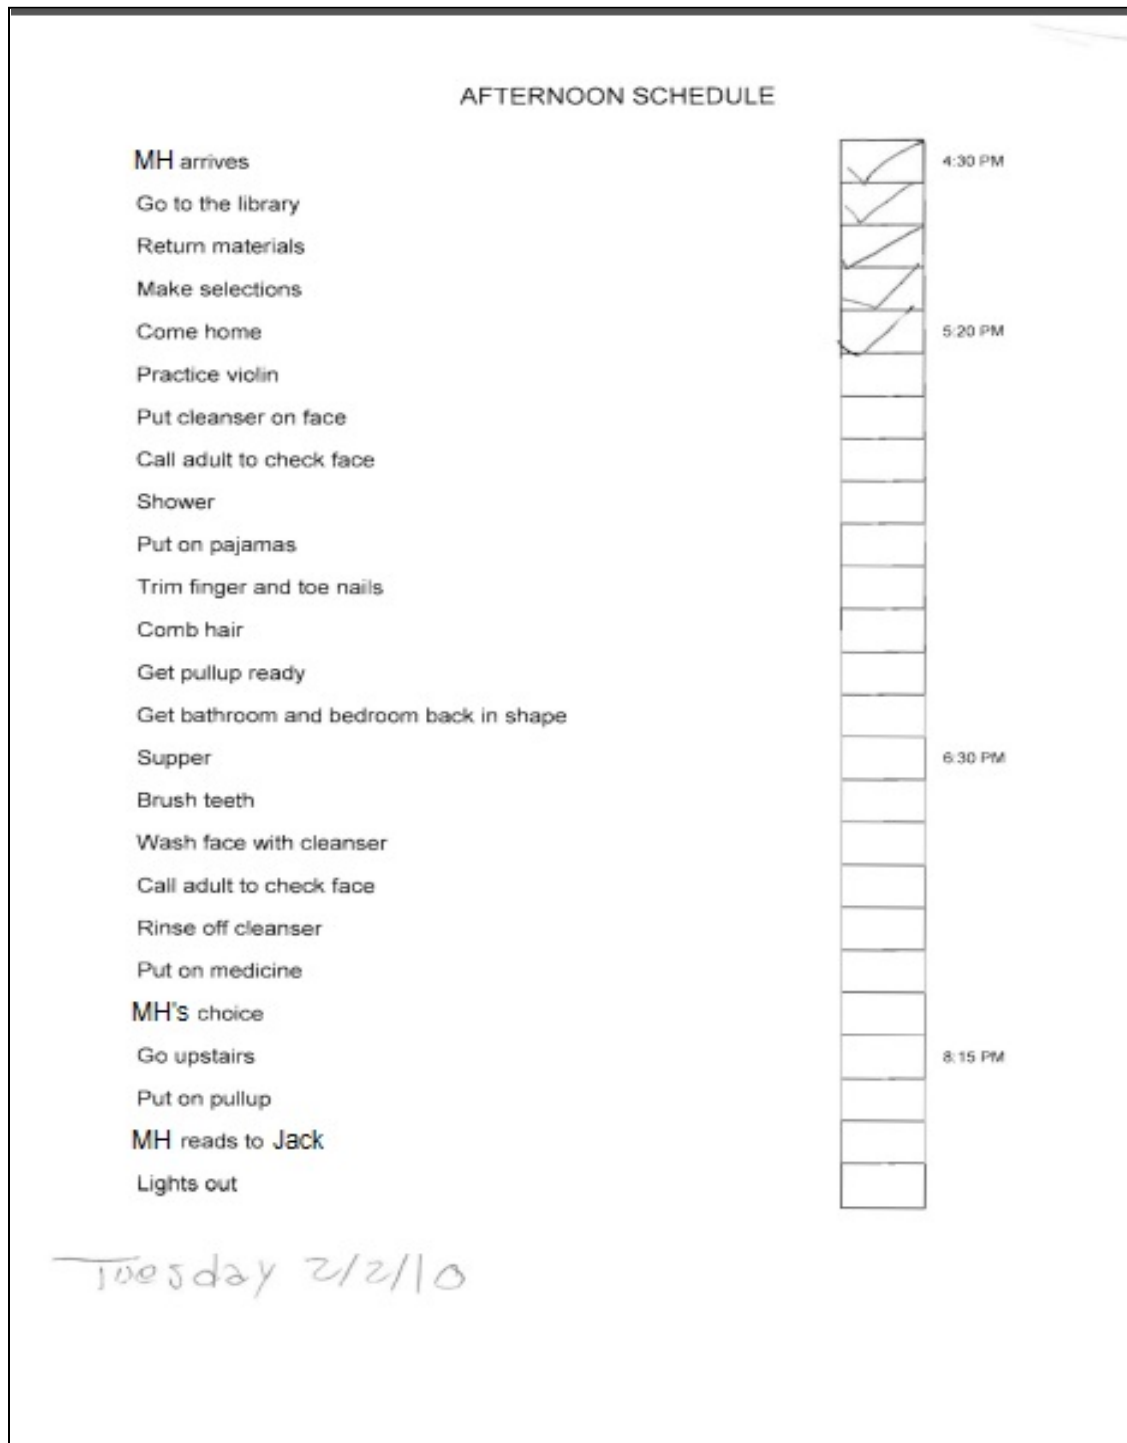 AFTERNOON SCHEDULE
MH arrives 4:30 PM
Go to the library
Return materials
Make selections
Come home 5:20 PM
Practice violin
Put cleanser on face
Call adult to check face
Shower
Put on pajamas
Trim finger and toe nails
Comb hair
Get pullup ready
Get bathroom and bedroom back in shape
Supper 6:30 PM
Brush teeth
Wash face with cleanser
Call adult to check face
Rinse off cleanser
Put on medicine
MH's choice
Go upstairs 8:15 PM
Put on pullup
MH reads to Jack
Lights out
Tuesday 2/2/10